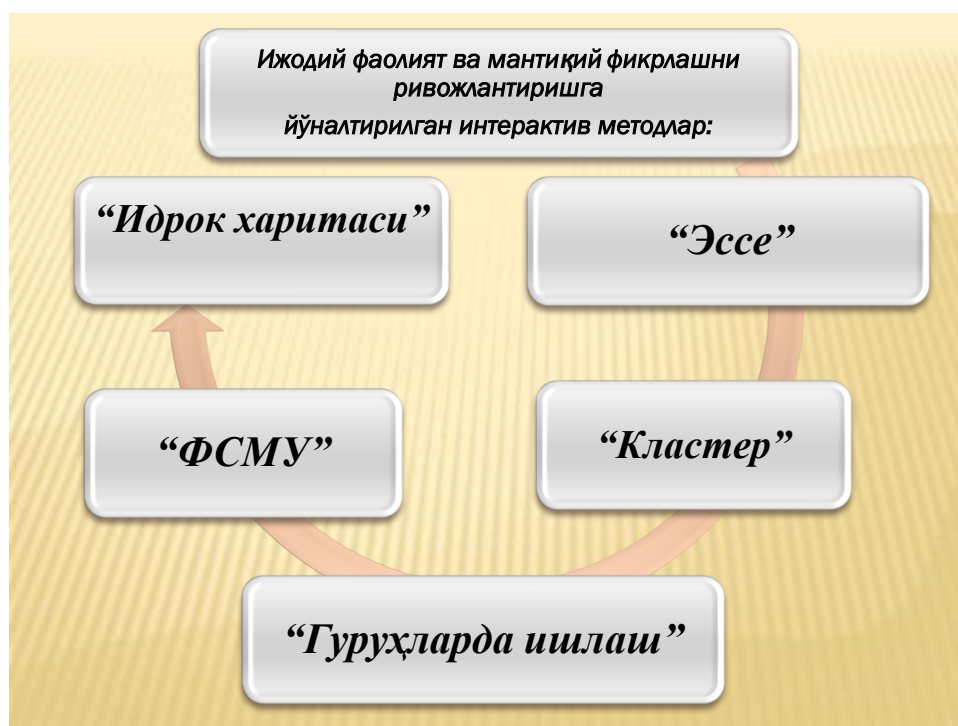 Ижодий фаолият ва мантиқий фикрлашни
ривожлантиришга
йўналтирилган интерактив методлар:
“Идрок харитаси”
“Эссе”
“ФСМУ”
“Кластер”
“Гуруҳларда ишлаш”